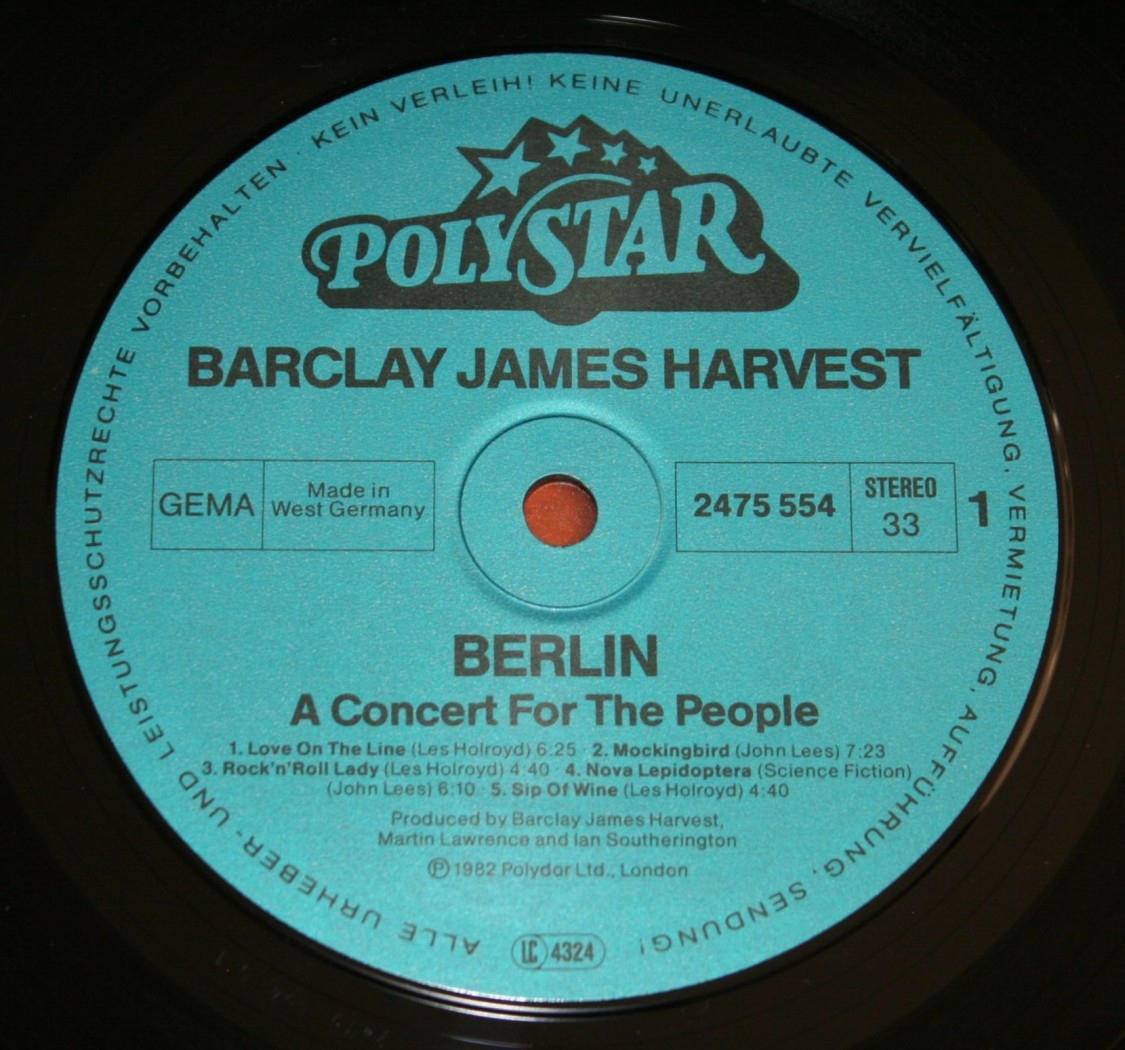 ALLE URHEBER- UND LEISTUNGSSCHUTZRECHTE VORBEHALTEN · KEIN VERLEIH! KEINE UNERLAUBTE VERVIELFÄLTIGUNG, VERMIETUNG, AUFFÜHRUNG, SENDUNG!
POLYSTAR
BARCLAY JAMES HARVEST
GEMA
Made in
West Germany
2475 554
STEREO
33
1
BERLIN
A Concert For The People
1. Love On The Line (Les Holroyd) 6:25 · 2. Mockingbird (John Lees) 7:23
3. Rock'n'Roll Lady (Les Holroyd) 4:40 · 4. Nova Lepidoptera (Science Fiction)
(John Lees) 6:10 · 5. Sip Of Wine (Les Holroyd) 4:40
Produced by Barclay James Harvest,
Martin Lawrence and Ian Southerington
℗ 1982 Polydor Ltd., London
LC 4324